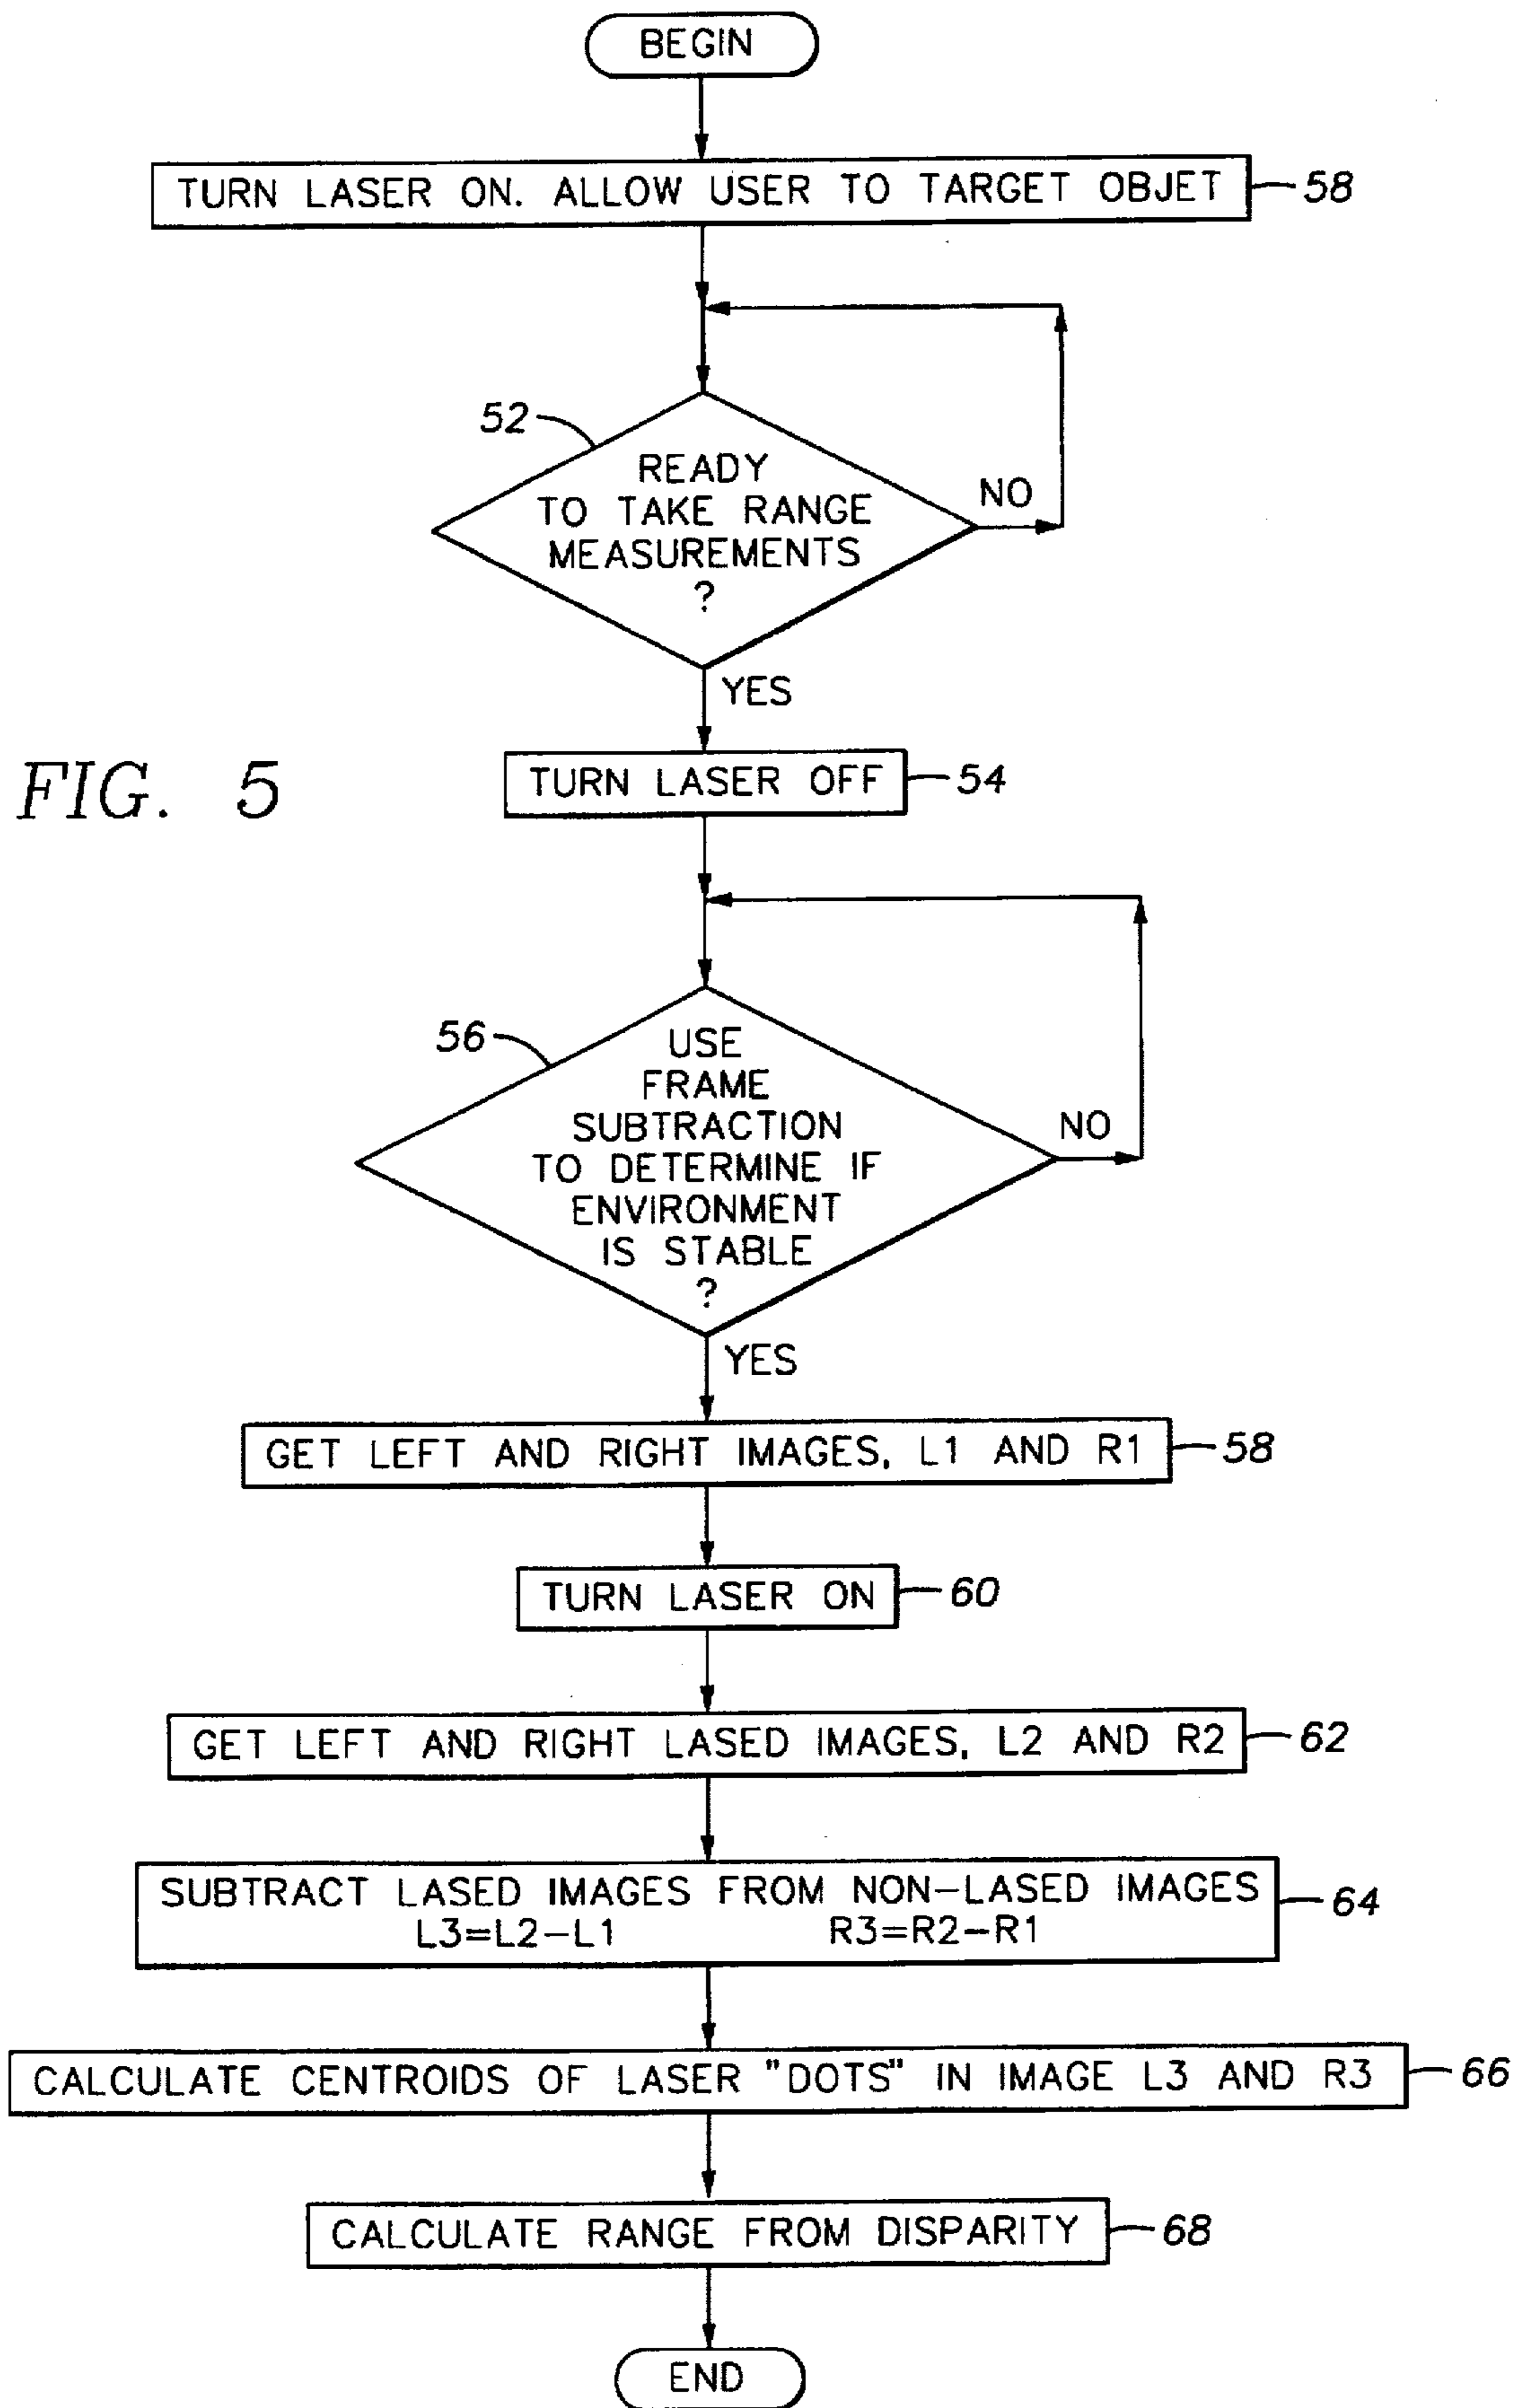 BEGIN
TURN LASER ON. ALLOW USER TO TARGET OBJET 58
52
READY
TO TAKE RANGE
MEASUREMENTS
?
NO
YES
FIG. 5
TURN LASER OFF 54
56
USE
FRAME
SUBTRACTION
TO DETERMINE IF
ENVIRONMENT
IS STABLE
?
NO
YES
GET LEFT AND RIGHT IMAGES, L1 AND R1 58
TURN LASER ON 60
GET LEFT AND RIGHT LASED IMAGES, L2 AND R2 62
SUBTRACT LASED IMAGES FROM NON-LASED IMAGES 64
L3=L2-L1 R3=R2-R1
CALCULATE CENTROIDS OF LASER "DOTS" IN IMAGE L3 AND R3 66
CALCULATE RANGE FROM DISPARITY 68
END